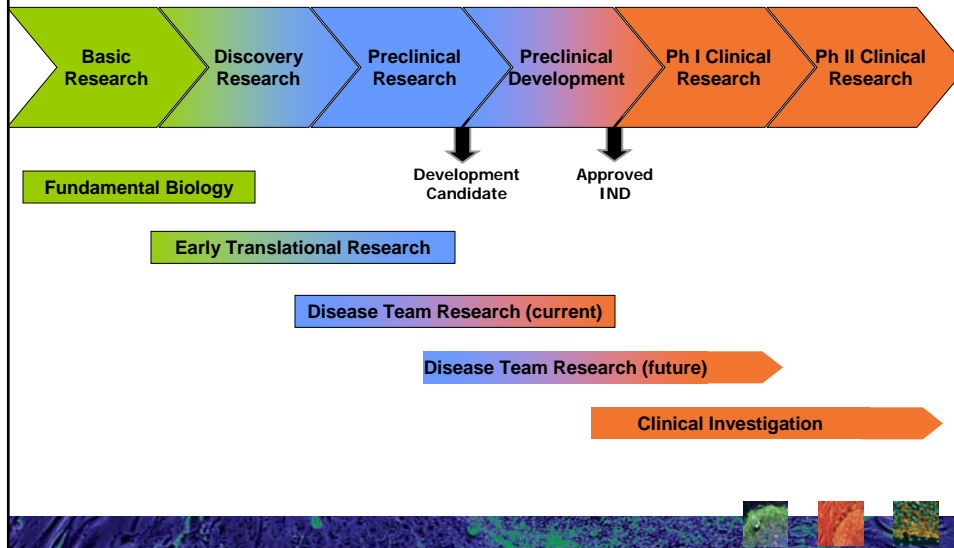 Basic
Research
Discovery
Research
Preclinical
Research
Preclinical
Development
Ph I Clinical
Research
Ph II Clinical
Research
Development
Candidate
Approved
IND
Fundamental Biology
Early Translational Research
Disease Team Research (current)
Disease Team Research (future)
Clinical Investigation